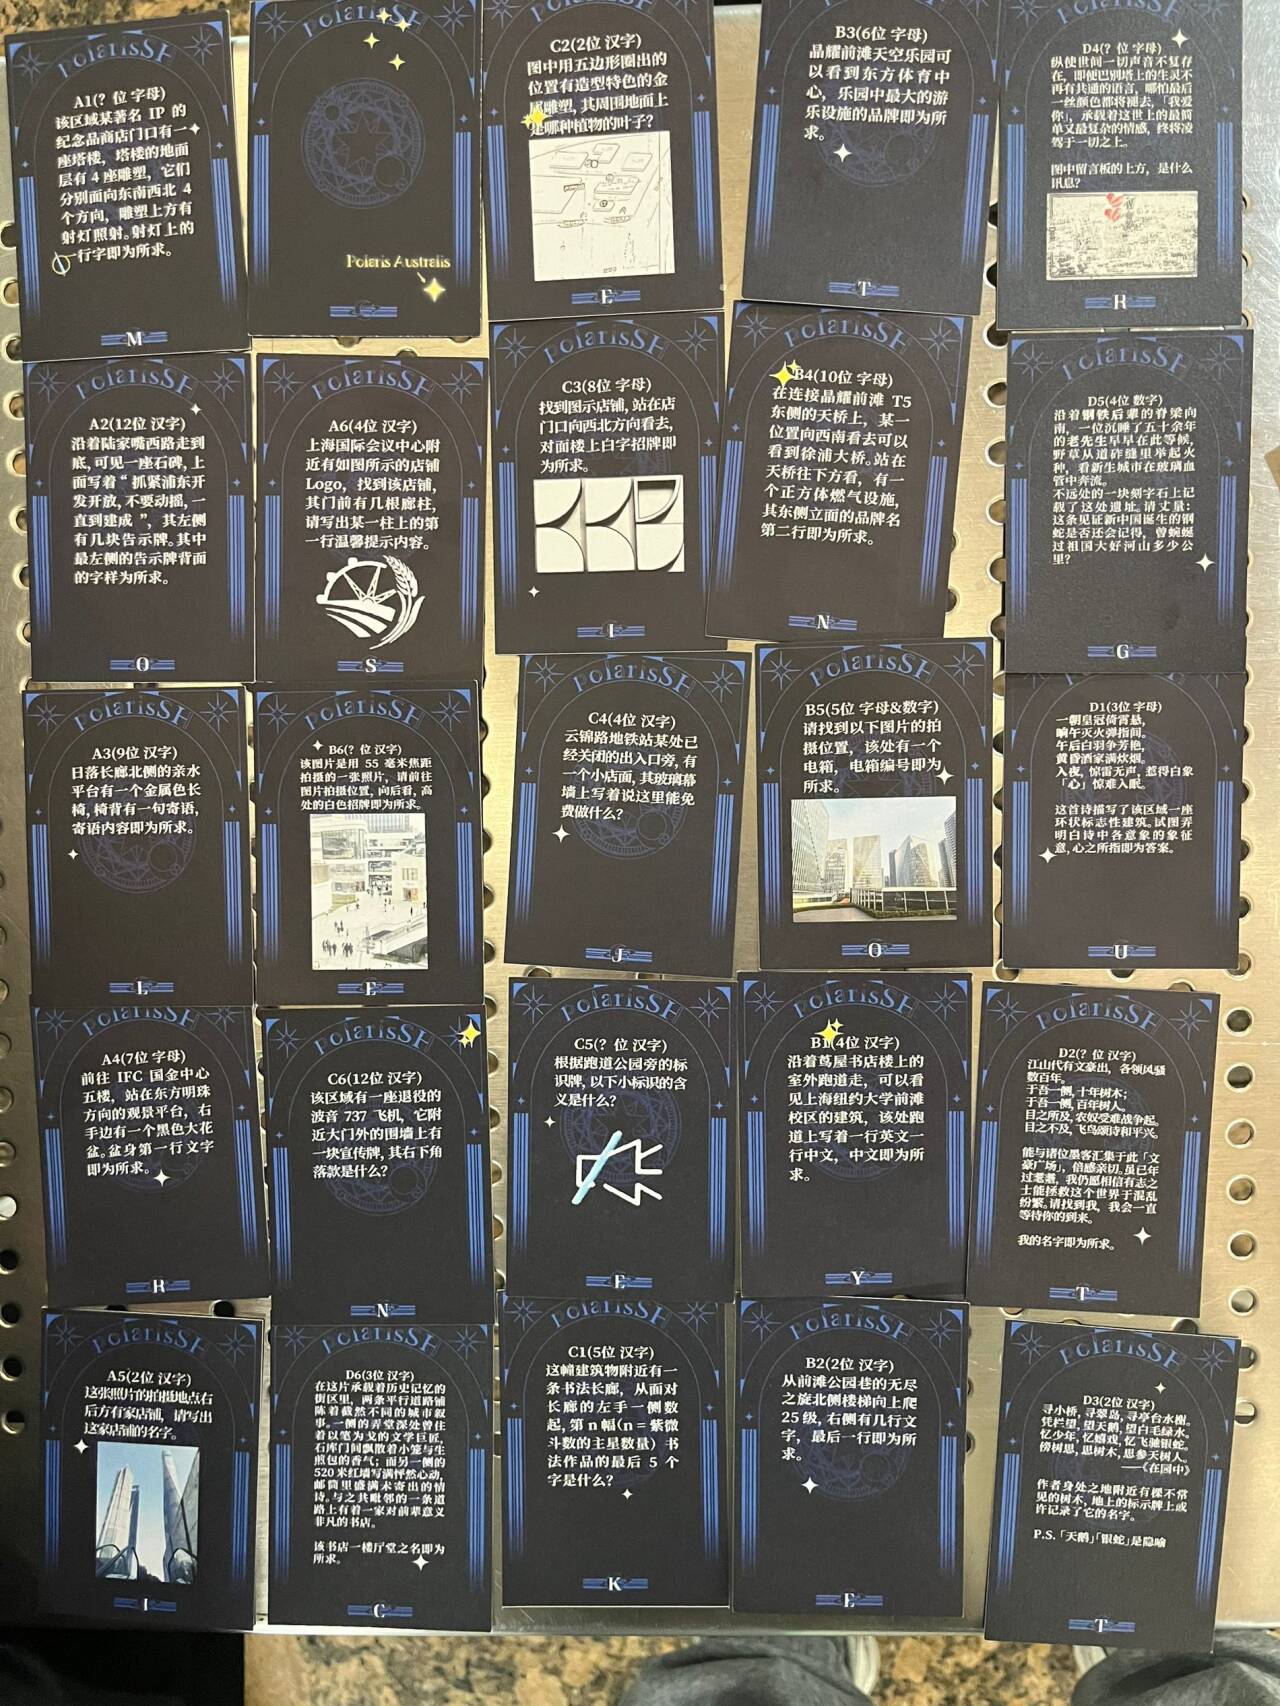 PolarisSH
A1(? 位 字母)
该区域某著名 IP 的
纪念品商店门口有一
座塔楼，塔楼的地面
层有 4 座雕塑，它们
分别面向东南西北 4
个方向，雕塑上方有
射灯照射。射灯上的
一行字即为所求。
M
PolarisSH
Polaris Australis
PolarisSH
C2(2位 汉字)
图中用五边形圈出的
位置有造型特色的金
属雕塑，其周围地面上
是哪种植物的叶子？
E
B3(6位 字母)
晶耀前滩天空乐园可
以看到东方体育中
心，乐园中最大的游
乐设施的品牌即为所
求。
T
PolarisSH
D4(? 位 字母)
纵使世间一切声音不复存
在，即使巴别塔上的生灵不
再有共通的语言，哪怕最后
一丝颜色都将褪去，「我爱
你」，承载着这世上的最简
单又最复杂的情感，终将凌
驾于一切之上。
图中留言板的上方，是什么
讯息？
R
PolarisSH
A2(12位 汉字)
沿着陆家嘴西路走到
底，可见一座石碑，上
面写着“ 抓紧浦东开
发开放，不要动摇，一
直到建成 ”，其左侧
有几块告示牌。其中
最左侧的告示牌背面
的字样为所求。
O
PolarisSH
A6(4位 汉字)
上海国际会议中心附
近有如图所示的店铺
Logo，找到该店铺，
其门前有几根廊柱，
请写出某一柱上的第
一行温馨提示内容。
S
PolarisSH
C3(8位 字母)
找到图示店铺，站在店
门口向西北方向看去，
对面楼上白字招牌即
为所求。
I
PolarisSH
B4(10位 字母)
在连接晶耀前滩 T5
东侧的天桥上，某一
位置向西南看去可以
看到徐浦大桥。站在
天桥往下方看，有一
个正方体燃气设施，
其东侧立面的品牌名
第二行即为所求。
N
PolarisSH
D5(4位 数字)
沿着钢铁后辈的脊梁向
南，一位沉睡了五十余年
的老先生早早在此等候，
野草从道砟缝里举起火
种，看新生城市在玻璃血
管中奔流。
不远处的一块刻字石上记
载了这处遗址。请丈量：
这条见证新中国诞生的钢
蛇是否还会记得，曾蜿蜒
过祖国大好河山多少公
里？
G
PolarisSH
A3(9位 汉字)
日落长廊北侧的亲水
平台有一个金属色长
椅，椅背有一句寄语，
寄语内容即为所求。
L
PolarisSH
B6(? 位 汉字)
该图片是用 55 毫米焦距
拍摄的一张照片，请前往
图片拍摄位置，向后看，高
处的白色招牌即为所求。
E
PolarisSH
C4(4位 汉字)
云锦路地铁站某处已
经关闭的出入口旁，有
一个小店面，其玻璃幕
墙上写着说这里能免
费做什么？
J
PolarisSH
B5(5位 字母&数字)
请找到以下图片的拍
摄位置，该处有一个
电箱，电箱编号即为
所求。
O
D1(3位 字母)
一朝皇冠倚霄悬，
晌午灭火弹指间。
午后白羽争芳艳，
黄昏酒家满炊烟。
入夜，惊雷无声，惹得白象
「心」惊难入眠。
这首诗描写了该区域一座
环状标志性建筑。试图弄
明白诗中各意象的象征
意，心之所指即为答案。
U
PolarisSH
A4(7位 字母)
前往 IFC 国金中心
五楼，站在东方明珠
方向的观景平台，右
手边有一个黑色大花
盆。盆身第一行文字
即为所求。
R
PolarisSH
C6(12位 汉字)
该区域有一座退役的
波音 737 飞机，它附
近大门外的围墙上有
一块宣传牌，其右下角
落款是什么？
N
PolarisSH
C5(? 位 汉字)
根据跑道公园旁的标
识牌，以下小标识的含
义是什么？
E
PolarisSH
B1(4位 汉字)
沿着茑屋书店楼上的
室外跑道走，可以看
见上海纽约大学前滩
校区的建筑，该处跑
道上写着一行英文一
行中文，中文即为所
求。
Y
PolarisSH
D2(? 位 汉字)
江山代有文豪出，各领风骚
数百年。
于吾一侧，十年树木；
于吾一侧，百年树人。
目之所及，农奴受难战争起。
目之不及，飞鸟颂诗和平兴。
能与诸位墨客汇集于此「文
豪广场」，倍感亲切。虽已年
过耄耋，我仍愿相信有志之
士能拯救这个世界于混乱
纷繁。请找到我，我会一直
等待你的到来。
我的名字即为所求。
T
PolarisSH
A5(2位 汉字)
这张照片的拍摄地点右
后方有家店铺，请写出
这家店铺的名字。
I
PolarisSH
D6(3位 汉字)
在这片承载着历史记忆的
街区里，两条平行道路铺
陈着截然不同的城市叙
事。一侧的弄堂深处曾住
着以笔为戈的文学巨匠，
石库门间飘散着小笼与生
煎包的香气；而另一侧的
520 米红墙写满怦然心动，
邮筒里盛满未寄出的情
诗。与之共毗邻的一条道
路上有着一家对前辈意义
非凡的书店。
该书店一楼厅堂之名即为
所求。
C
PolarisSH
C1(5位 汉字)
这幢建筑物附近有一
条书法长廊，从面对
长廊的左手一侧数
起，第 n 幅(n = 紫微
斗数的主星数量) 书
法作品的最后 5 个
字是什么？
K
PolarisSH
B2(2位 汉字)
从前滩公园巷的无尽
之旋北侧楼梯向上爬
25 级，右侧有几行文
字，最后一行即为所
求。
E
PolarisSH
D3(2位 汉字)
寻小桥，寻翠岛，寻亭台水榭。
凭栏望，望天鹅，望白毛绿水。
忆少年，忆嬉戏，忆飞驰银蛇。
傍树思，思树木，思参天树人。
——《在园中》
作者身处之地附近有棵不常
见的树木，地上的标示牌上或
许记录了它的名字。
P.S.「天鹅」「银蛇」是隐喻
T